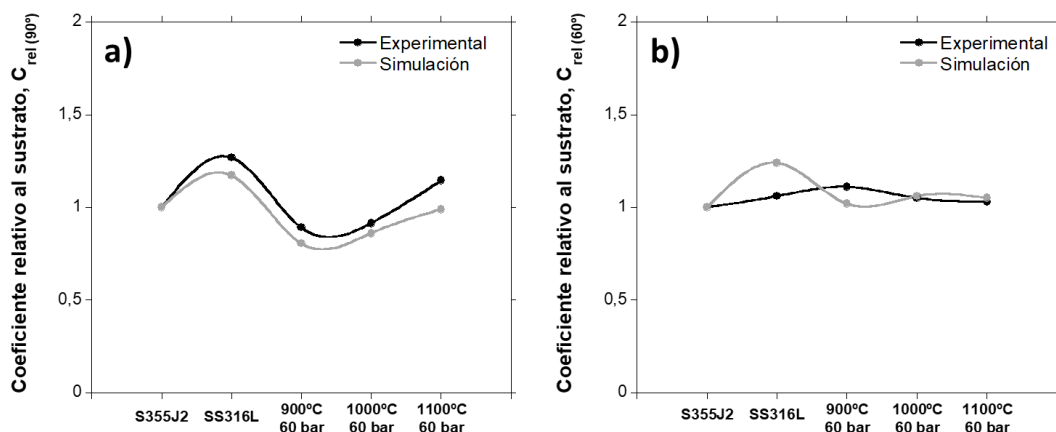 Coeficiente relativo al sustrato, C rel (90º)
2
1,5
1
0,5
0
a)
Experimental
Simulación
S355J2
SS316L
900ºC
60 bar
1000ºC
60 bar
1100ºC
60 bar
Coeficiente relativo al sustrato, C rel (60º)
2
1,5
1
0,5
0
b)
Experimental
Simulación
S355J2
SS316L
900ºC
60 bar
1000ºC
60 bar
1100ºC
60 bar